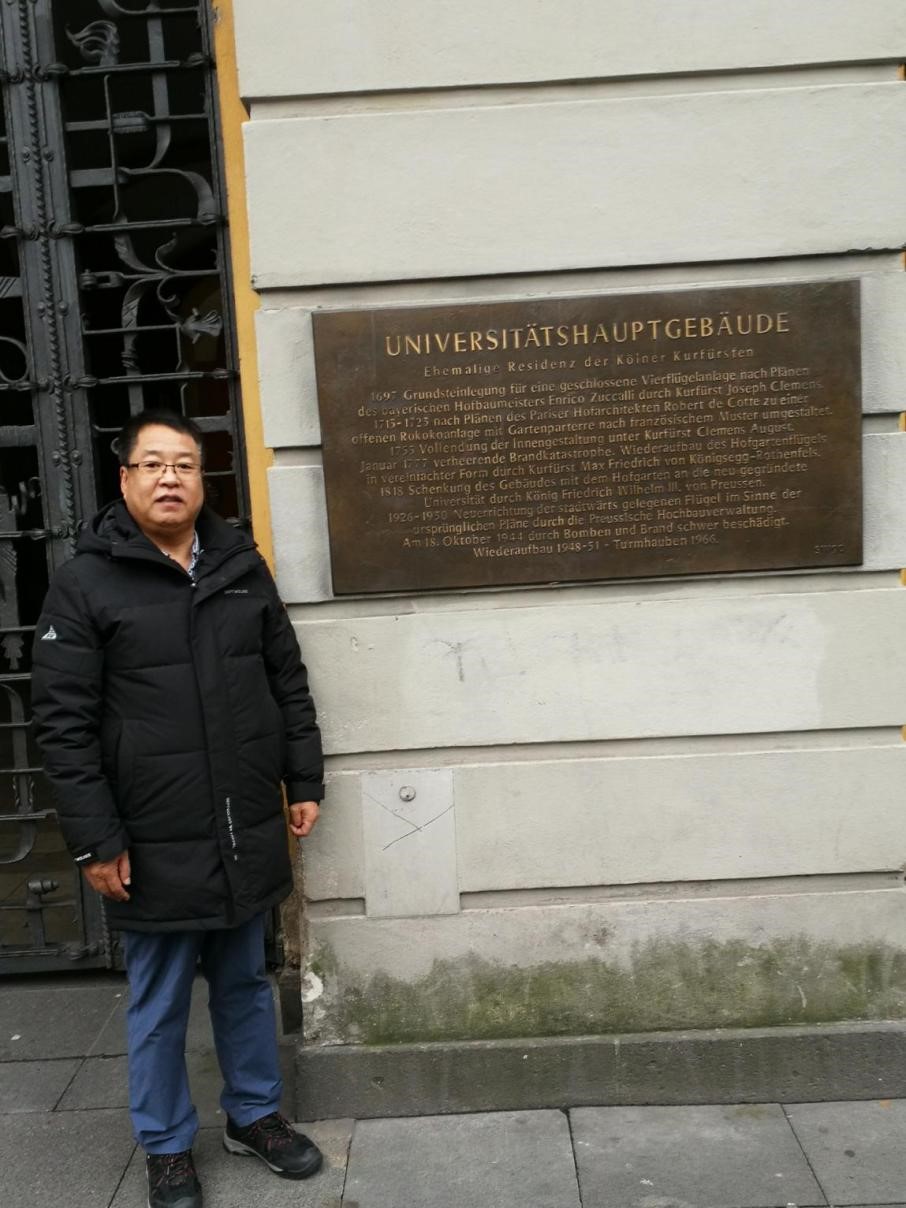 UNIVERSITÄTSHAUPTGEBÄUDE
Ehemalige Residenz der Kölner Kurfürsten
1697 Grundsteinlegung für eine geschlossene Vierflügelanlage nach Plänen
des bayerischen Hofbaumeisters Enrico Zuccalli durch Kurfürst Joseph Clemens.
1715-1723 nach Plänen des Pariser Hofarchitekten Robert de Cotte zu einer
offenen Rokokoanlage mit Gartenparterre nach französischem Muster umgestaltet.
1755 Vollendung der Innengestaltung unter Kurfürst Clemens August.
Januar 1777 verheerende Brandkatastrophe. Wiederaufbau des Hofgartenflügels
in vereinfachter Form durch Kurfürst Max Friedrich von Königsegg-Rothenfels.
1818 Schenkung des Gebäudes mit dem Hofgarten an die neu gegründete
Universität durch König Friedrich Wilhelm III. von Preussen.
1926-1930 Neuerrichtung der stadtwärts gelegenen Flügel im Sinne der
ursprünglichen Pläne durch die Preussische Hochbauverwaltung.
Am 18. Oktober 1944 durch Bomben und Brand schwer beschädigt.
Wiederaufbau 1948-51 - Turmhauben 1966.